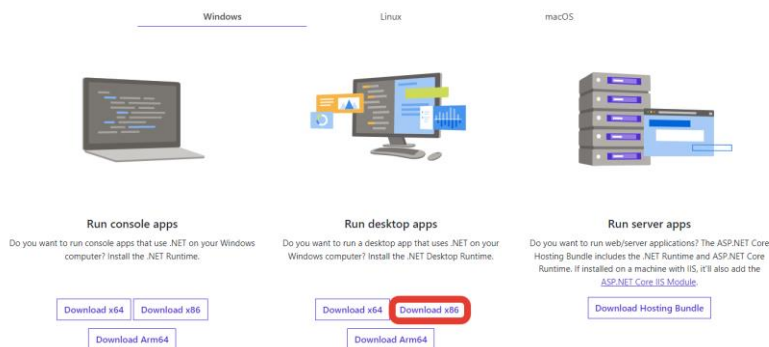 Windows
Linux
macOS
Run console apps
Do you want to run console apps that use .NET on your Windows
computer? Install the .NET Runtime.
Download x64
Download x86
Download Arm64
Run desktop apps
Do you want to run a desktop app that uses .NET on your
Windows computer? Install the .NET Desktop Runtime.
Download x64
Download x86
Download Arm64
Run server apps
Do you want to run web/server applications? The ASP.NET Core
Hosting Bundle includes the .NET Runtime and ASP.NET Core
Runtime. If installed on a machine with IIS, it'll also add the
ASP.NET Core IIS Module.
Download Hosting Bundle